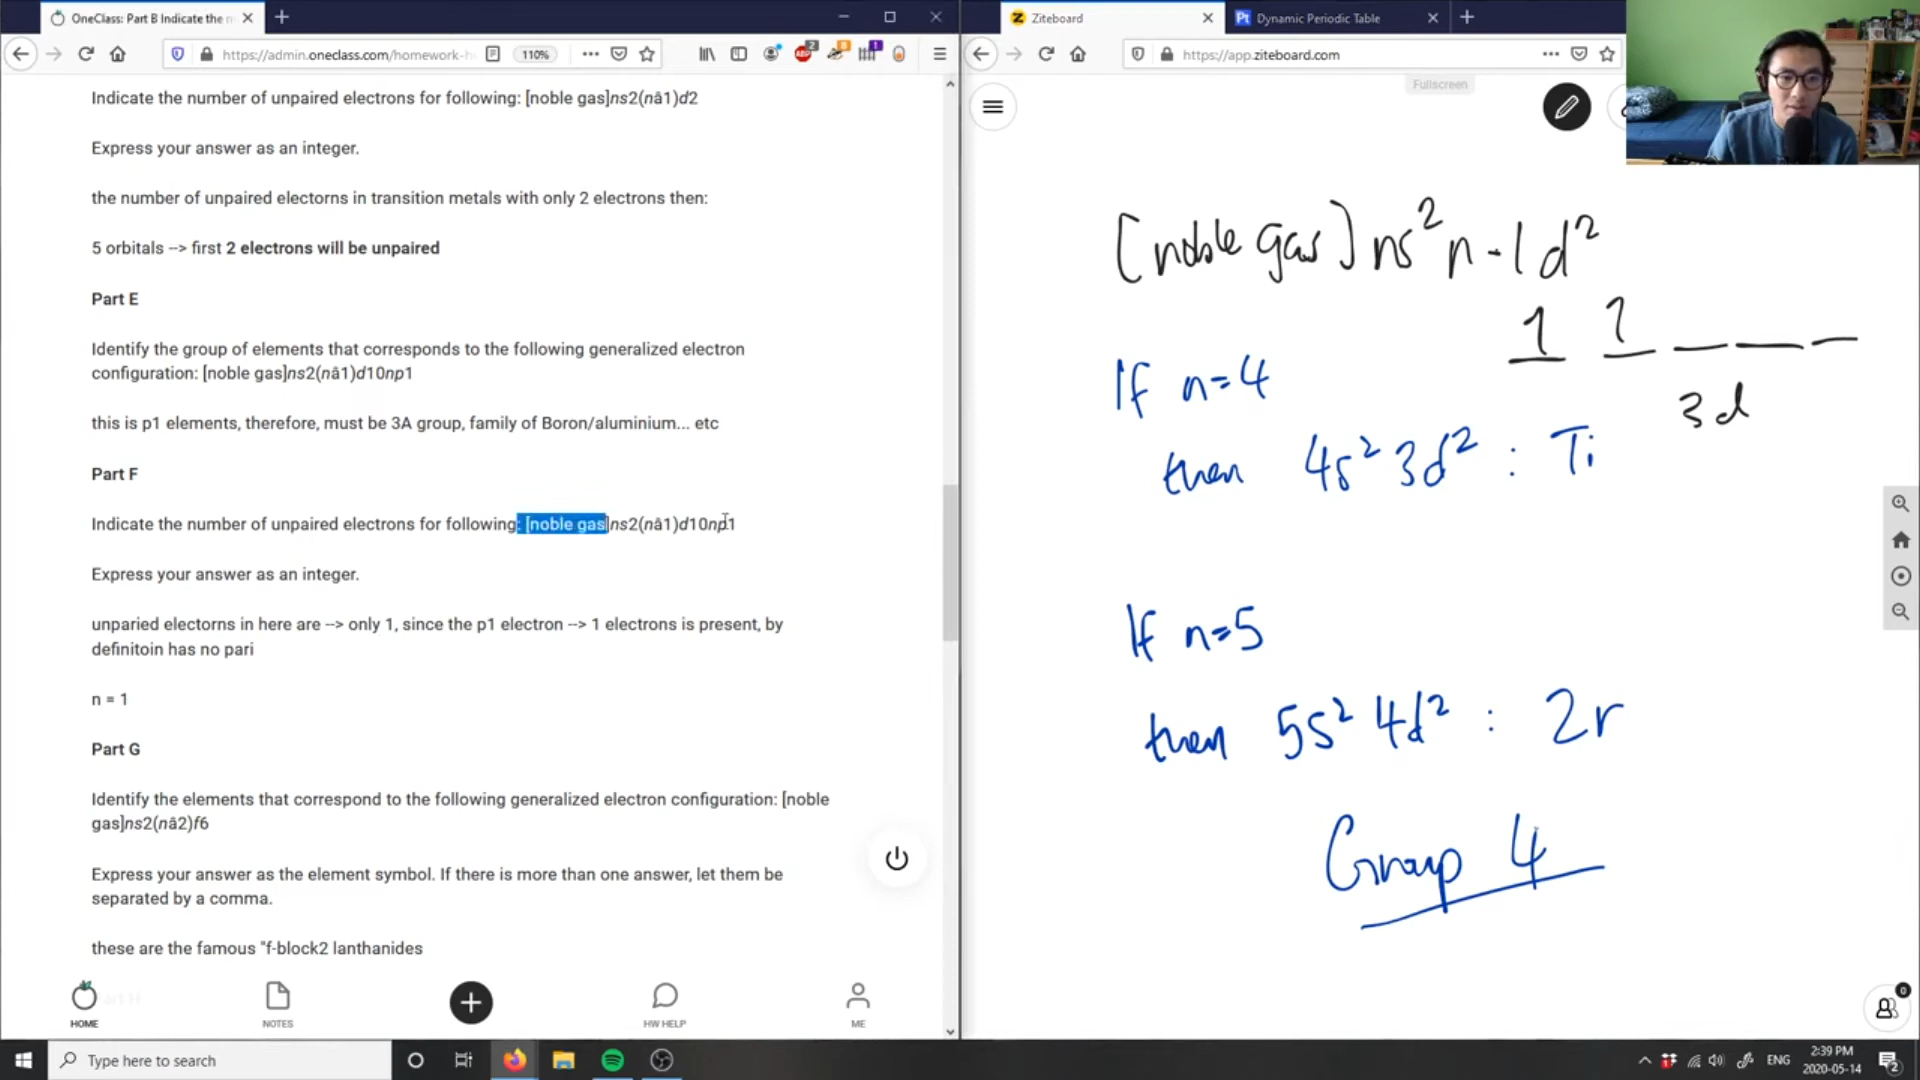 OneClass: Part B Indicate the n
https://admin.oneclass.com/homework-h
110%
Indicate the number of unpaired electrons for following: [noble gas]ns2(nâ1)d2
Express your answer as an integer.
the number of unpaired electorns in transition metals with only 2 electrons then:
5 orbitals --> first 2 electrons will be unpaired
Part E
Identify the group of elements that corresponds to the following generalized electron
configuration: [noble gas]ns2(nâ1)d10np1
this is p1 elements, therefore, must be 3A group, family of Boron/aluminium... etc
Part F
Indicate the number of unpaired electrons for following: [noble gas]ns2(nâ1)d10np1
Express your answer as an integer.
unparied electorns in here are --> only 1, since the p1 electron --> 1 electrons is present, by
definitoin has no pari
n = 1
Part G
Identify the elements that correspond to the following generalized electron configuration: [noble
gas]ns2(nâ2)f6
Express your answer as the element symbol. If there is more than one answer, let them be
separated by a comma.
these are the famous "f-block2 lanthanides
Part H
HOME
NOTES
HW HELP
ME
Ziteboard
Dynamic Periodic Table
https://app.ziteboard.com
Fullscreen
[noble gas] ns² n-1 d²
1 1
3d
If n=4
then 4s² 3d² : Ti
If n=5
then 5s² 4d² : Zr
Group 4
0
Type here to search
ENG
2:39 PM
2020-05-14
2